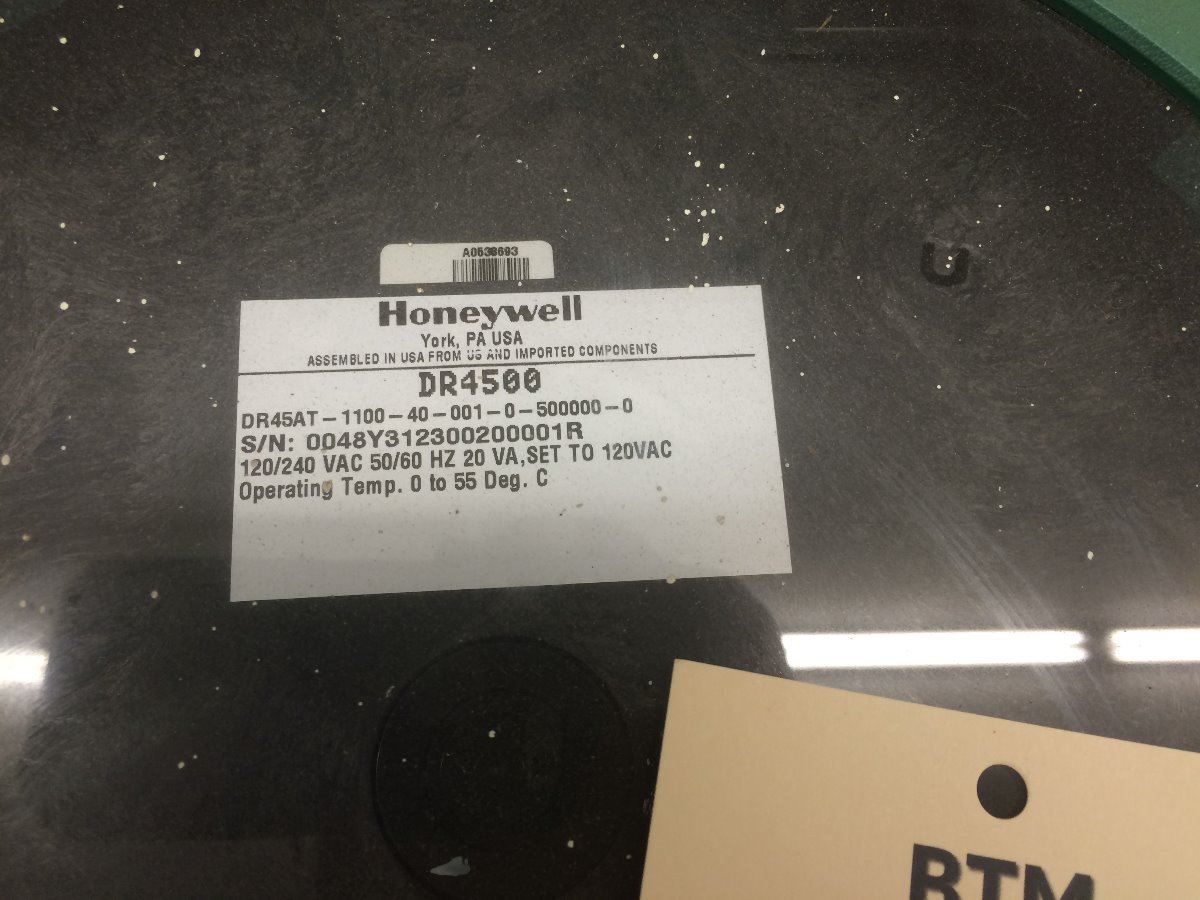 A0538693
Honeywell
York, PA USA
ASSEMBLED IN USA FROM US AND IMPORTED COMPONENTS
DR4500
DR45AT-1100-40-001-0-500000-0
S/N: 0048Y312300200001R
120/240 VAC 50/60 HZ 20 VA,SET TO 120VAC
Operating Temp. 0 to 55 Deg. C
U
RTM